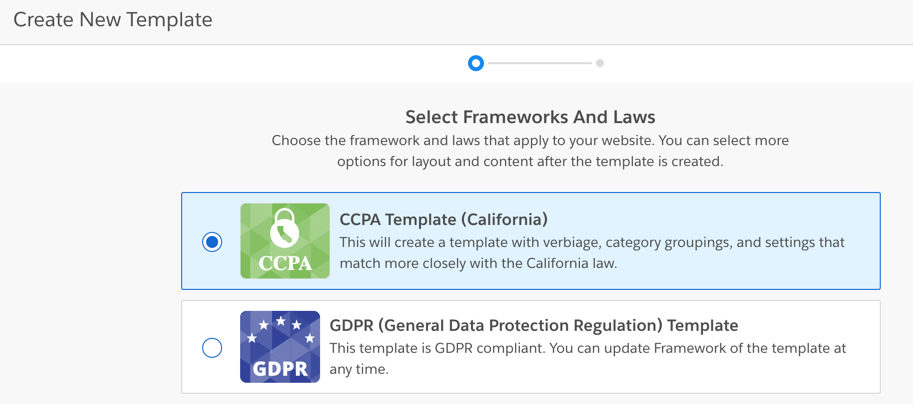 Create New Template
Select Frameworks And Laws
Choose the framework and laws that apply to your website. You can select more
options for layout and content after the template is created.
CCPA
CCPA Template (California)
This will create a template with verbiage, category groupings, and settings that
match more closely with the California law.
GDPR
GDPR (General Data Protection Regulation) Template
This template is GDPR compliant. You can update Framework of the template at
any time.